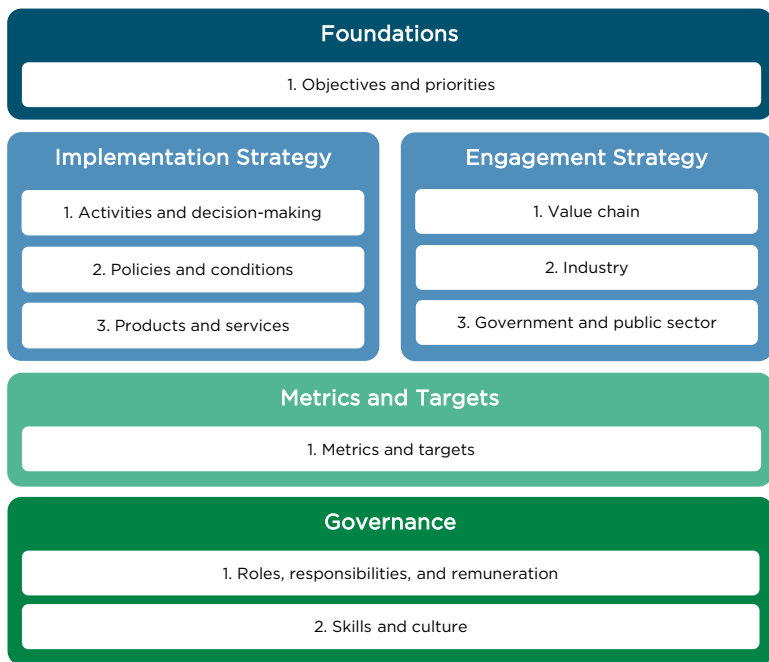 Foundations
1. Objectives and priorities
Implementation Strategy
1. Activities and decision-making
2. Policies and conditions
3. Products and services
Engagement Strategy
1. Value chain
2. Industry
3. Government and public sector
Metrics and Targets
1. Metrics and targets
Governance
1. Roles, responsibilities, and remuneration
2. Skills and culture